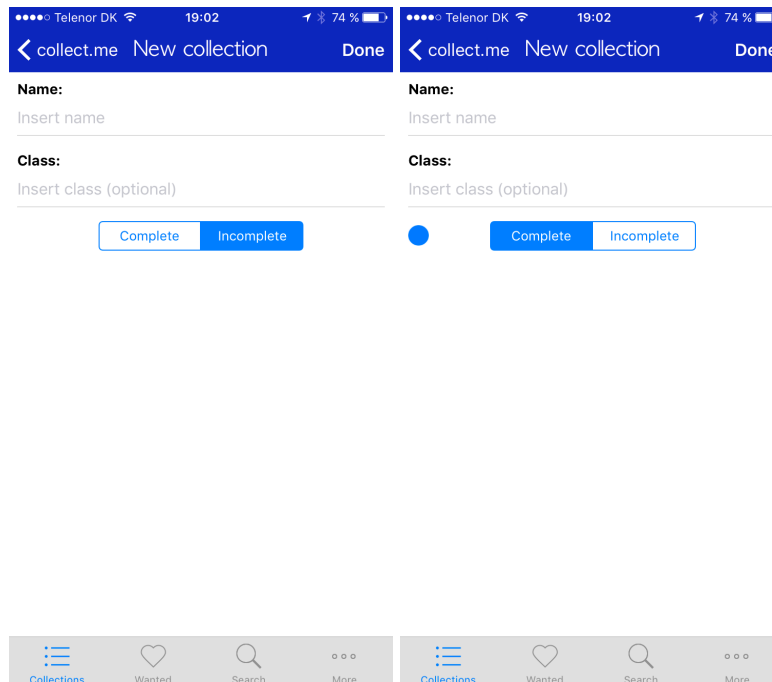 Telenor DK 19:02 74 %
collect.me New collection Done
Name:
Insert name
Class:
Insert class (optional)
Complete Incomplete
Collections Wanted Search More
Telenor DK 19:02 74 %
collect.me New collection Done
Name:
Insert name
Class:
Insert class (optional)
Complete Incomplete
Collections Wanted Search More